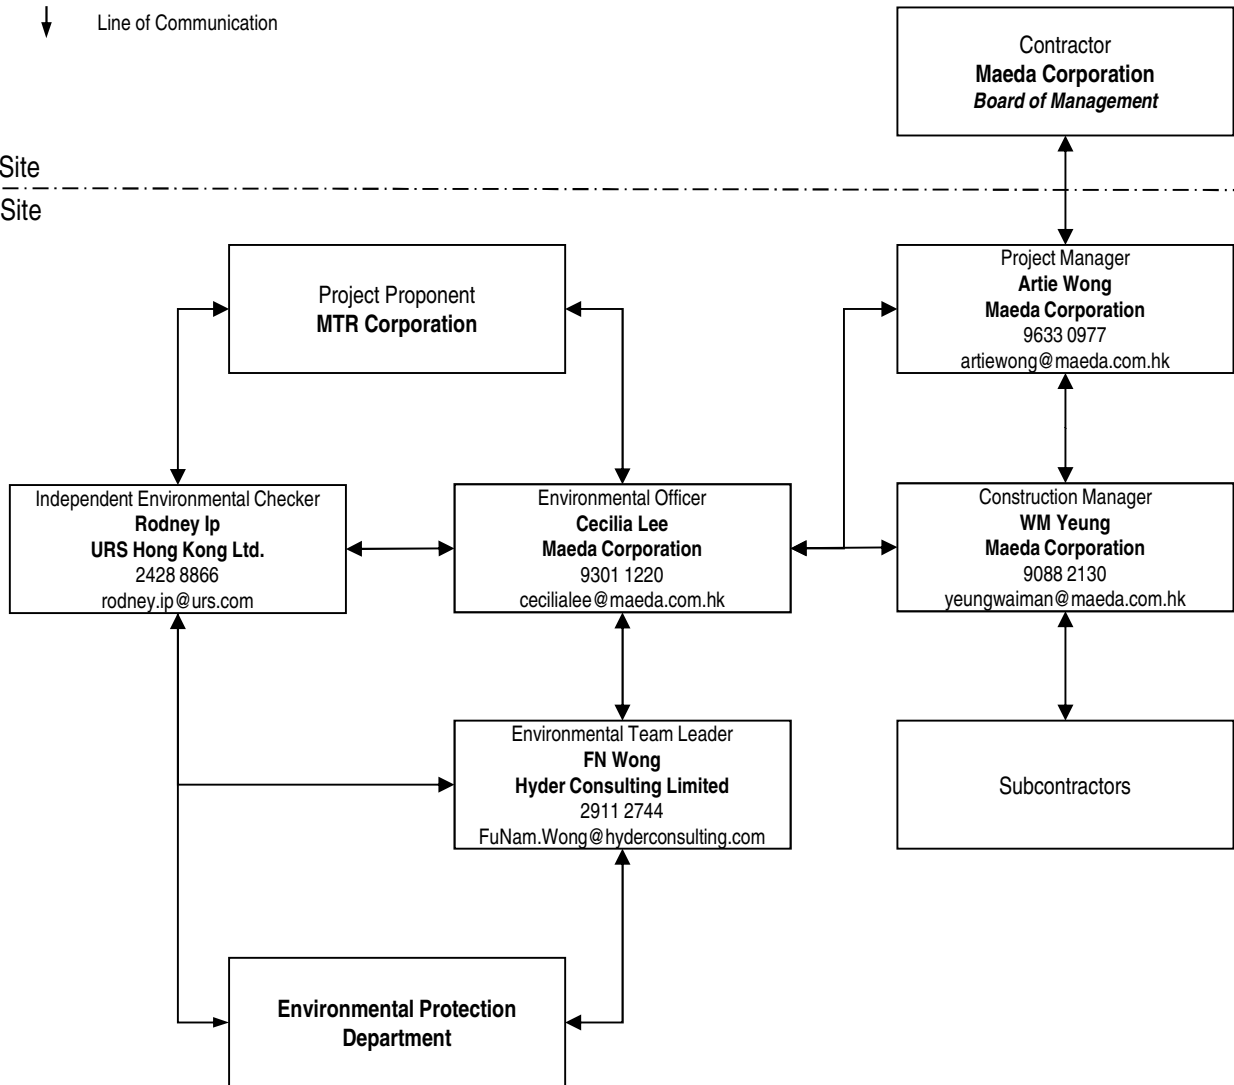 Line of Communication
Contractor
Maeda Corporation
Board of Management
Site
Site
Project Proponent
MTR Corporation
Project Manager
Artie Wong
Maeda Corporation
9633 0977
artiewong@maeda.com.hk
Independent Environmental Checker
Rodney Ip
URS Hong Kong Ltd.
2428 8866
rodney.ip@urs.com
Environmental Officer
Cecilia Lee
Maeda Corporation
9301 1220
cecilialee@maeda.com.hk
Construction Manager
WM Yeung
Maeda Corporation
9088 2130
yeungwaiman@maeda.com.hk
Environmental Team Leader
FN Wong
Hyder Consulting Limited
2911 2744
FuNam.Wong@hyderconsulting.com
Subcontractors
Environmental Protection
Department